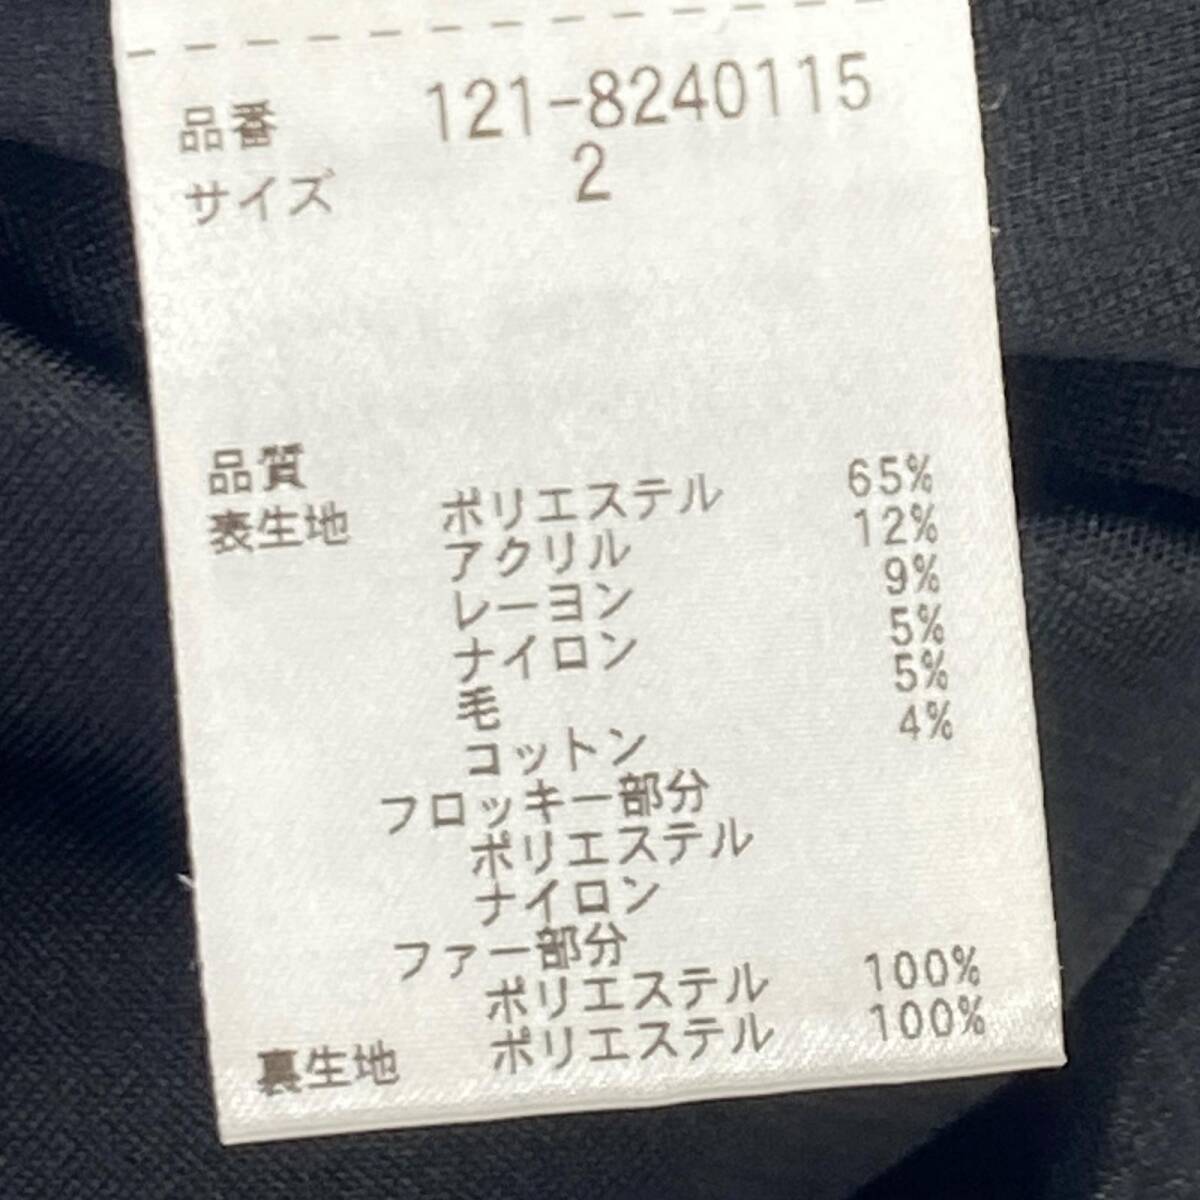 品番 121-8240115
サイズ 2
品質
表生地 ポリエステル 65%
アクリル 12%
レーヨン 9%
ナイロン 5%
毛 5%
コットン 4%
フロッキー部分
ポリエステル
ナイロン
ファー部分
ポリエステル 100%
裏生地 ポリエステル 100%